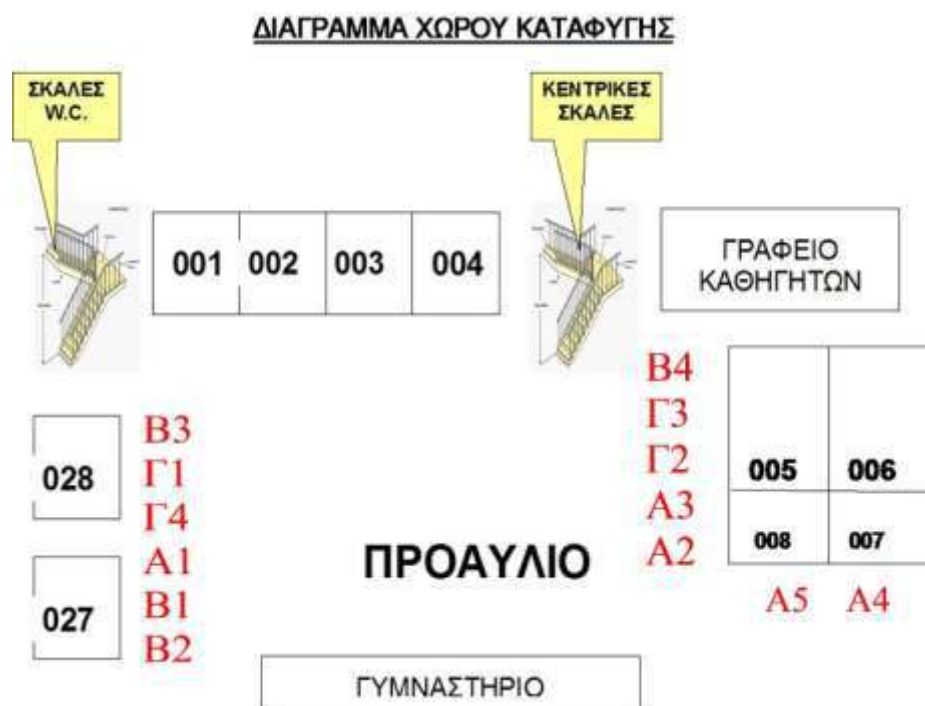 ΔΙΑΓΡΑΜΜΑ ΧΩΡΟΥ ΚΑΤΑΦΥΓΗΣ
ΣΚΑΛΕΣ
W.C.
ΚΕΝΤΡΙΚΕΣ
ΣΚΑΛΕΣ
001 002 003 004
ΓΡΑΦΕΙΟ
ΚΑΘΗΓΗΤΩΝ
Β4
Γ3
Γ2
Α3
Α2
005 006
008 007
Α5 Α4
028
027
Β3
Γ1
Γ4
Α1
Β1
Β2
ΠΡΟΑΥΛΙΟ
ΓΥΜΝΑΣΤΗΡΙΟ